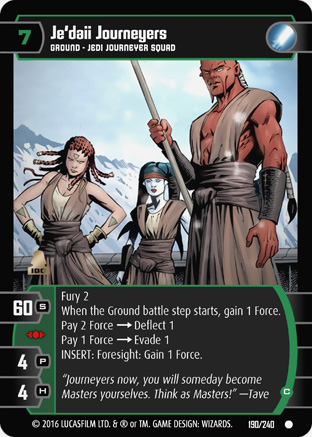 7
Je'daii Journeyers
GROUND - JEDI JOURNEYER SQUAD
IDC
60 S
4 P
4 H
Fury 2
When the Ground battle step starts, gain 1 Force.
Pay 2 Force → Deflect 1
Pay 1 Force → Evade 1
INSERT: Foresight: Gain 1 Force.
"Journeys now, you will someday become
Masters yourselves. Think as Masters!" —Tave
C
© 2016 LUCASFILM LTD. & ® or TM. GAME DESIGN: WIZARDS.
190/240